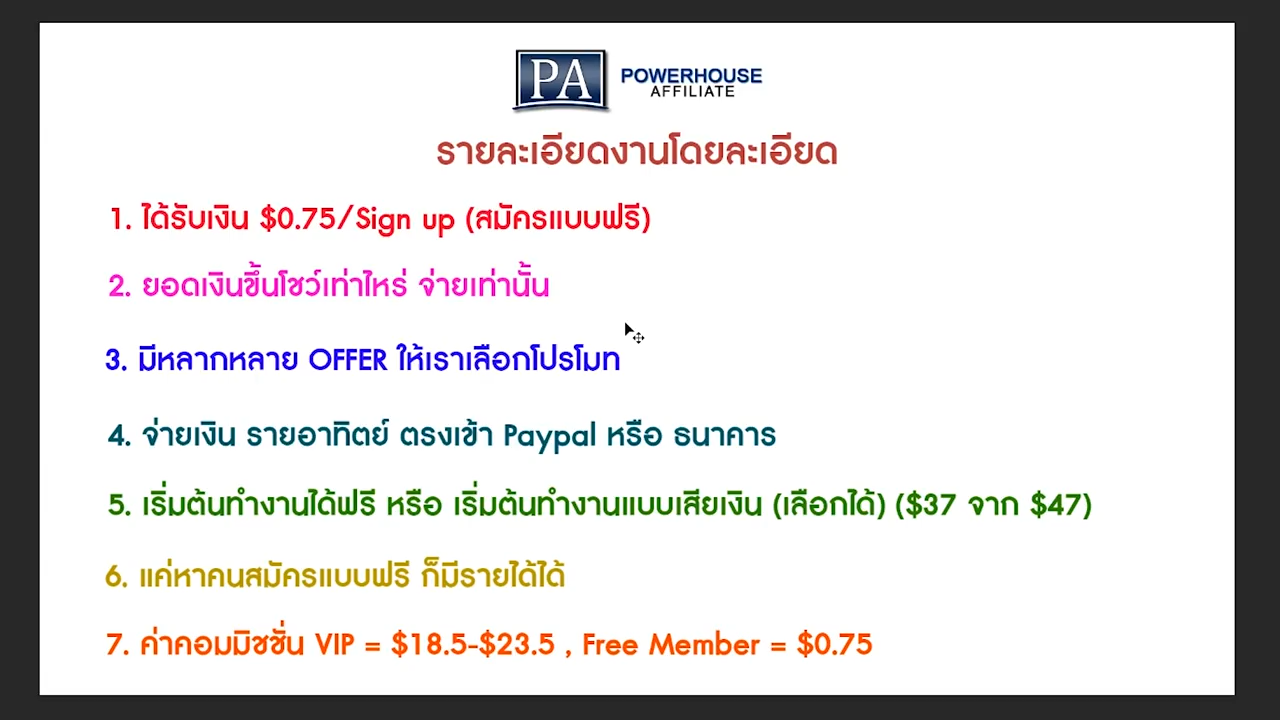 PA POWERHOUSE
AFFILIATE
รายละเอียดงานโดยละเอียด
1. ได้รับเงิน $0.75/Sign up (สมัครแบบฟรี)
2. ยอดเงินขึ้นโชว์เท่าไหร่ จ่ายเท่านั้น
3. มีหลากหลาย OFFER ให้เราเลือกโปรโมท
4. จ่ายเงิน รายอาทิตย์ ตรงเข้า Paypal หรือ ธนาคาร
5. เริ่มต้นทำงานได้ฟรี หรือ เริ่มต้นทำงานแบบเสียเงิน (เลือกได้) ($37 จาก $47)
6. แค่หาคนสมัครแบบฟรี ก็มีรายได้ได้
7. ค่าคอมมิชชั่น VIP = $18.5-$23.5 , Free Member = $0.75